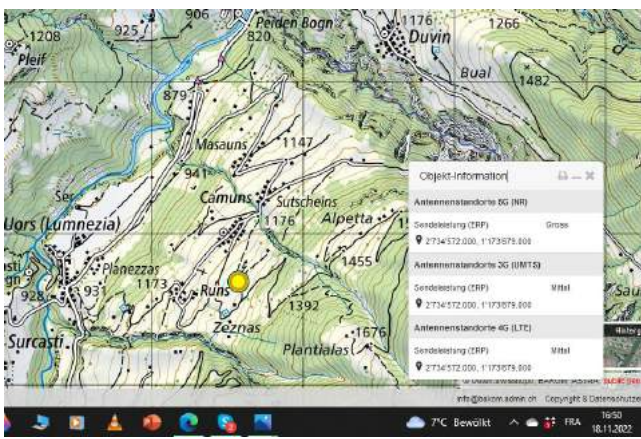 1208
925
906
Peiden Bogn
820
1176
Duvin
1266
Pleif
Bual
1482
879
Masauns
1147
941
Ser
Camuns
Sutscheins
1176
Alpetta
Uors (Lumnezia)
1455
Planezzas
1173
Runs
928
931
1392
Surcasti
Zeznas
Plantialas
1676
Objekt-Information
Antennenstandorte 5G (NR)
Sendeleistung (ERP) Gross
2'734'572.000, 1'173'679.000
Antennenstandorte 3G (UMTS)
Sendeleistung (ERP) Mittel
2'734'572.000, 1'173'679.000
Antennenstandorte 4G (LTE)
Sendeleistung (ERP) Mittel
2'734'572.000, 1'173'679.000
info@bakom.admin.ch Copyright & Datenschutze
7°C Bewölkt
FRA
16:50
18.11.2022